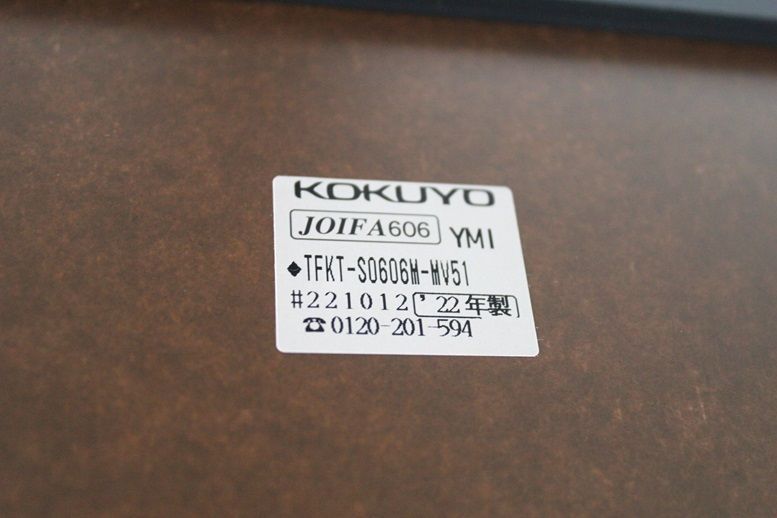 KOKUYO
JOIFA606 YMI
◆TFKT-S0606M-MV51
#221012 '22年製
☎0120-201-594